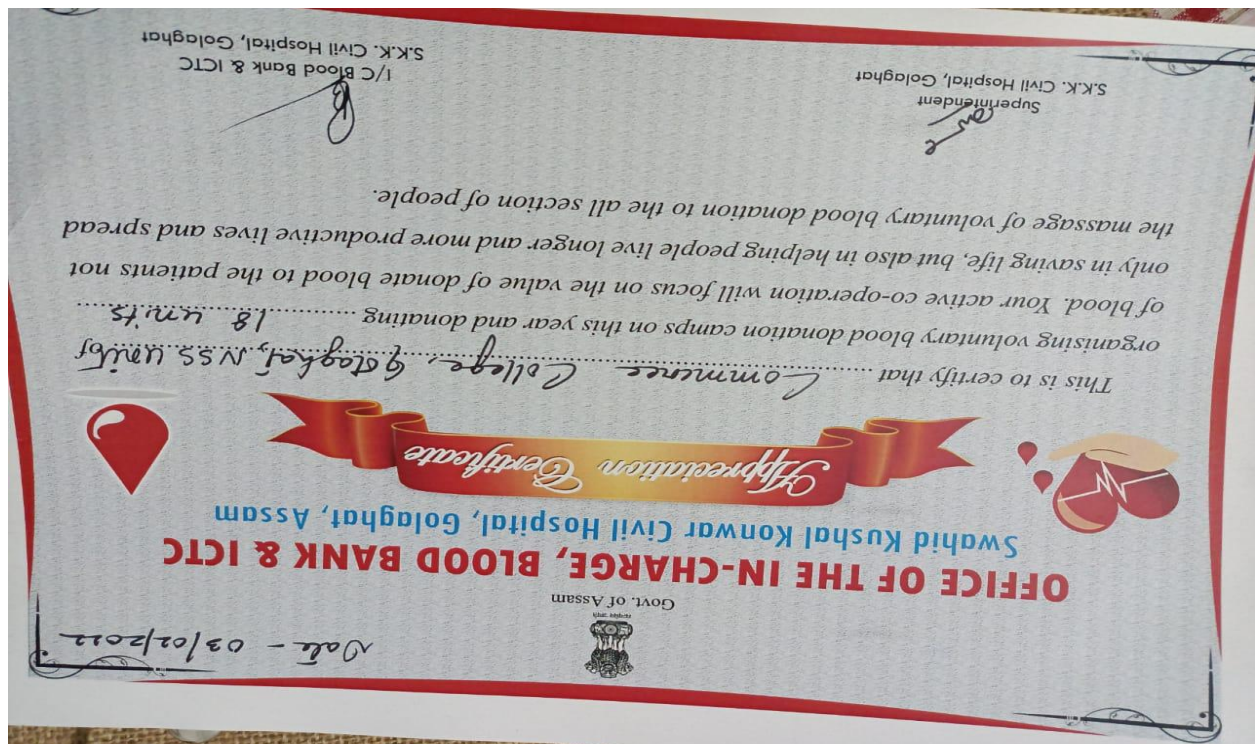 Date - 03/02/2022
Govt. of Assam
OFFICE OF THE IN-CHARGE, BLOOD BANK & ICTC
Swahid Kushal Konwar Civil Hospital, Golaghat, Assam
Appreciation Certificate
This is to certify that Commerce College, Golaghat, NSS unit,
organising voluntary blood donation camps on this year and donating 18 units
of blood. Your active co-operation will focus on the value of donate blood to the patients not
only in saving life, but also in helping people live longer and more productive lives and spread
the massage of voluntary blood donation to the all section of people.
Superintendent
S.K.K. Civil Hospital, Golaghat
I/C Blood Bank & ICTC
S.K.K. Civil Hospital, Golaghat